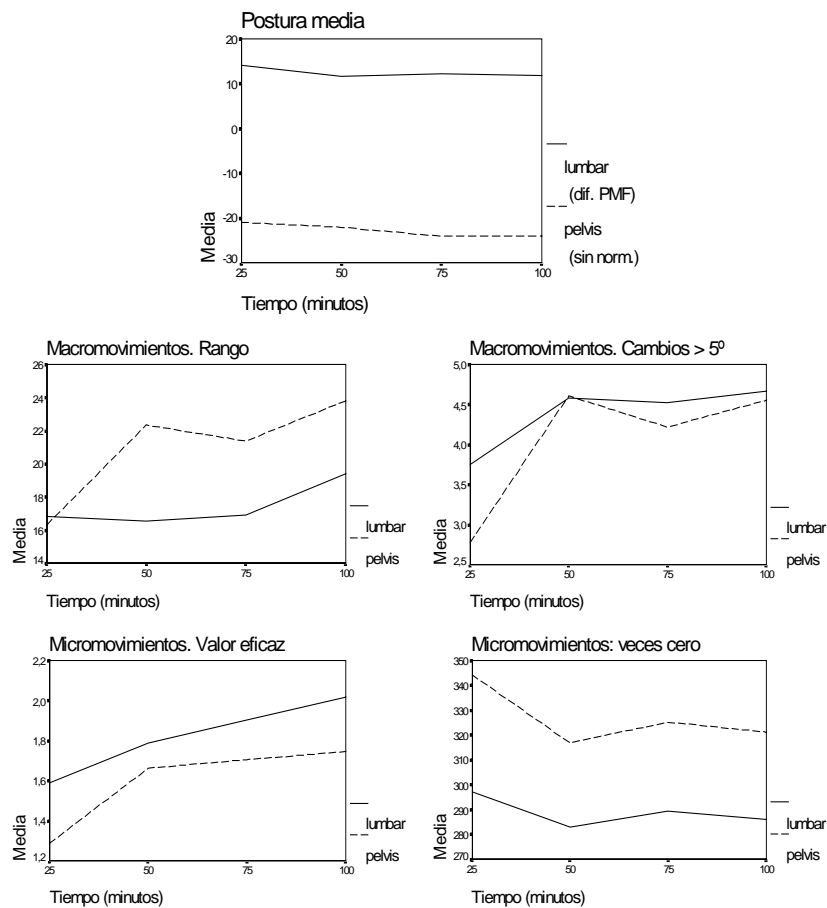 Postura media
20
10
0
-10
-20
-30
Media
25 50 75 100
Tiempo (minutos)
lumbar
(dif. PMF)
pelvis
(sin norm.)
Macromovimientos. Rango
26
24
22
20
18
16
14
Media
25 50 75 100
Tiempo (minutos)
lumbar
pelvis
Macromovimientos. Cambios > 5º
5,0
4,5
4,0
3,5
3,0
2,5
Media
25 50 75 100
Tiempo (minutos)
lumbar
pelvis
Micromovimientos. Valor eficaz
2,2
2,0
1,8
1,6
1,4
1,2
Media
25 50 75 100
Tiempo (minutos)
lumbar
pelvis
Micromovimientos: veces cero
350
340
330
320
310
300
290
280
270
Media
25 50 75 100
Tiempo (minutos)
lumbar
pelvis